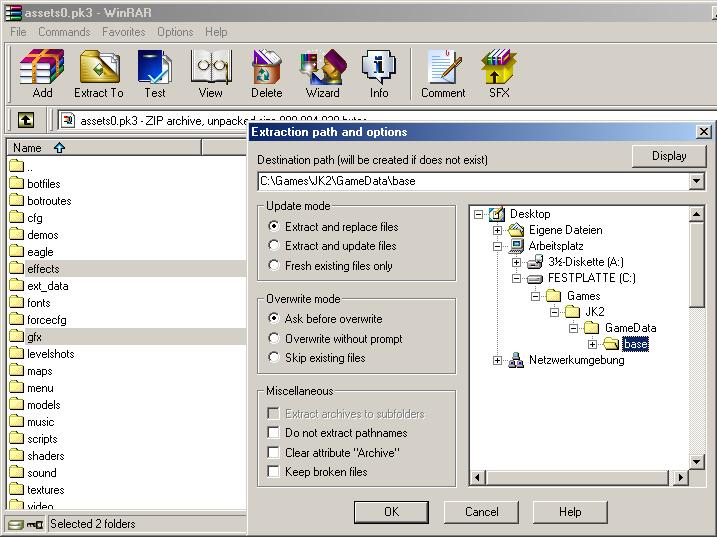 assets0.pk3 - WinRAR
File Commands Favorites Options Help
Add Extract To Test View Delete Wizard Info Comment SFX
assets0.pk3 - ZIP archive, unpacked size
Name
..
botfiles
botroutes
cfg
demos
eagle
effects
ext_data
fonts
forcecfg
gfx
levelshots
maps
menu
models
music
scripts
shaders
sound
textures
video
Selected 2 folders
Extraction path and options
Destination path (will be created if does not exist)
Display
C:\Games\JK2\GameData\base
Update mode
Extract and replace files
Extract and update files
Fresh existing files only
Overwrite mode
Ask before overwrite
Overwrite without prompt
Skip existing files
Miscellaneous
Extract archives to subfolders
Do not extract pathnames
Clear attribute "Archive"
Keep broken files
Desktop
Eigene Dateien
Arbeitsplatz
3½-Diskette (A:)
FESTPLATTE (C:)
Games
JK2
GameData
base
Netzwerkumgebung
OK Cancel Help